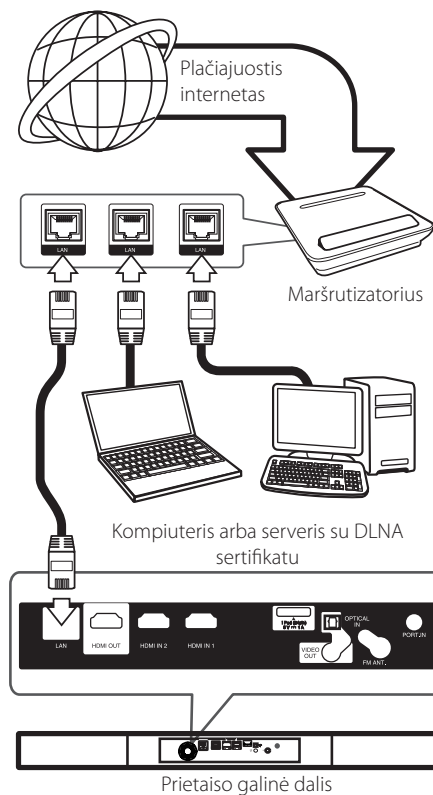 Plačiajuostis
internetas
LAN LAN LAN
Maršrutizatorius
Kompiuteris arba serveris su DLNA
sertifikatu
LAN
HDMI OUT
HDMI IN 2
HDMI IN 1
VIDEO
OUT
OPTICAL
IN
FM ANT.
PORT.IN
Prietaiso galinė dalis